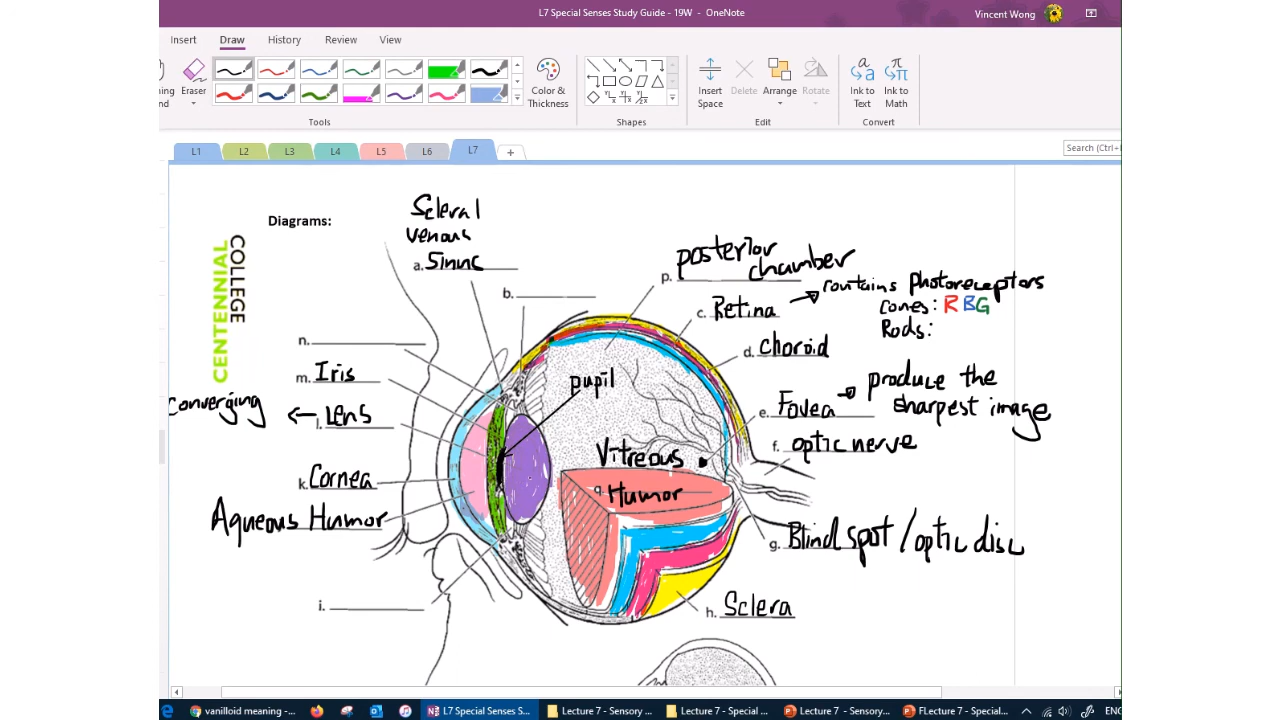 L7 Special Senses Study Guide - 19W - OneNote
Vincent Wong
Insert Draw History Review View
Eraser
Color & Thickness
Insert Space
Delete
Arrange
Rotate
Ink to Text
Ink to Math
Tools
Shapes
Edit
Convert
L1 L2 L3 L4 L5 L6 L7 +
Search (Ctrl+
CENTENNIAL
COLLEGE
Diagrams:
Scleral
venous
a. Sinus
b.
p. posterior
chamber
c. Retina → contains Photoreceptors
Cones: R B G
Rods:
n.
d. choroid
m. Iris
pupil
e. Fovea → produce the
sharpest image
converging ← l. Lens
f. optic nerve
Vitreous
q. Humor
k. Cornea
Aqueous Humor
g. Blind spot / optic disc
i.
h. Sclera
vanilloid meaning -...
L7 Special Senses S...
Lecture 7 - Sensory ...
Lecture 7 - Special ...
Lecture 7 - Sensory...
FLecture 7 - Special...